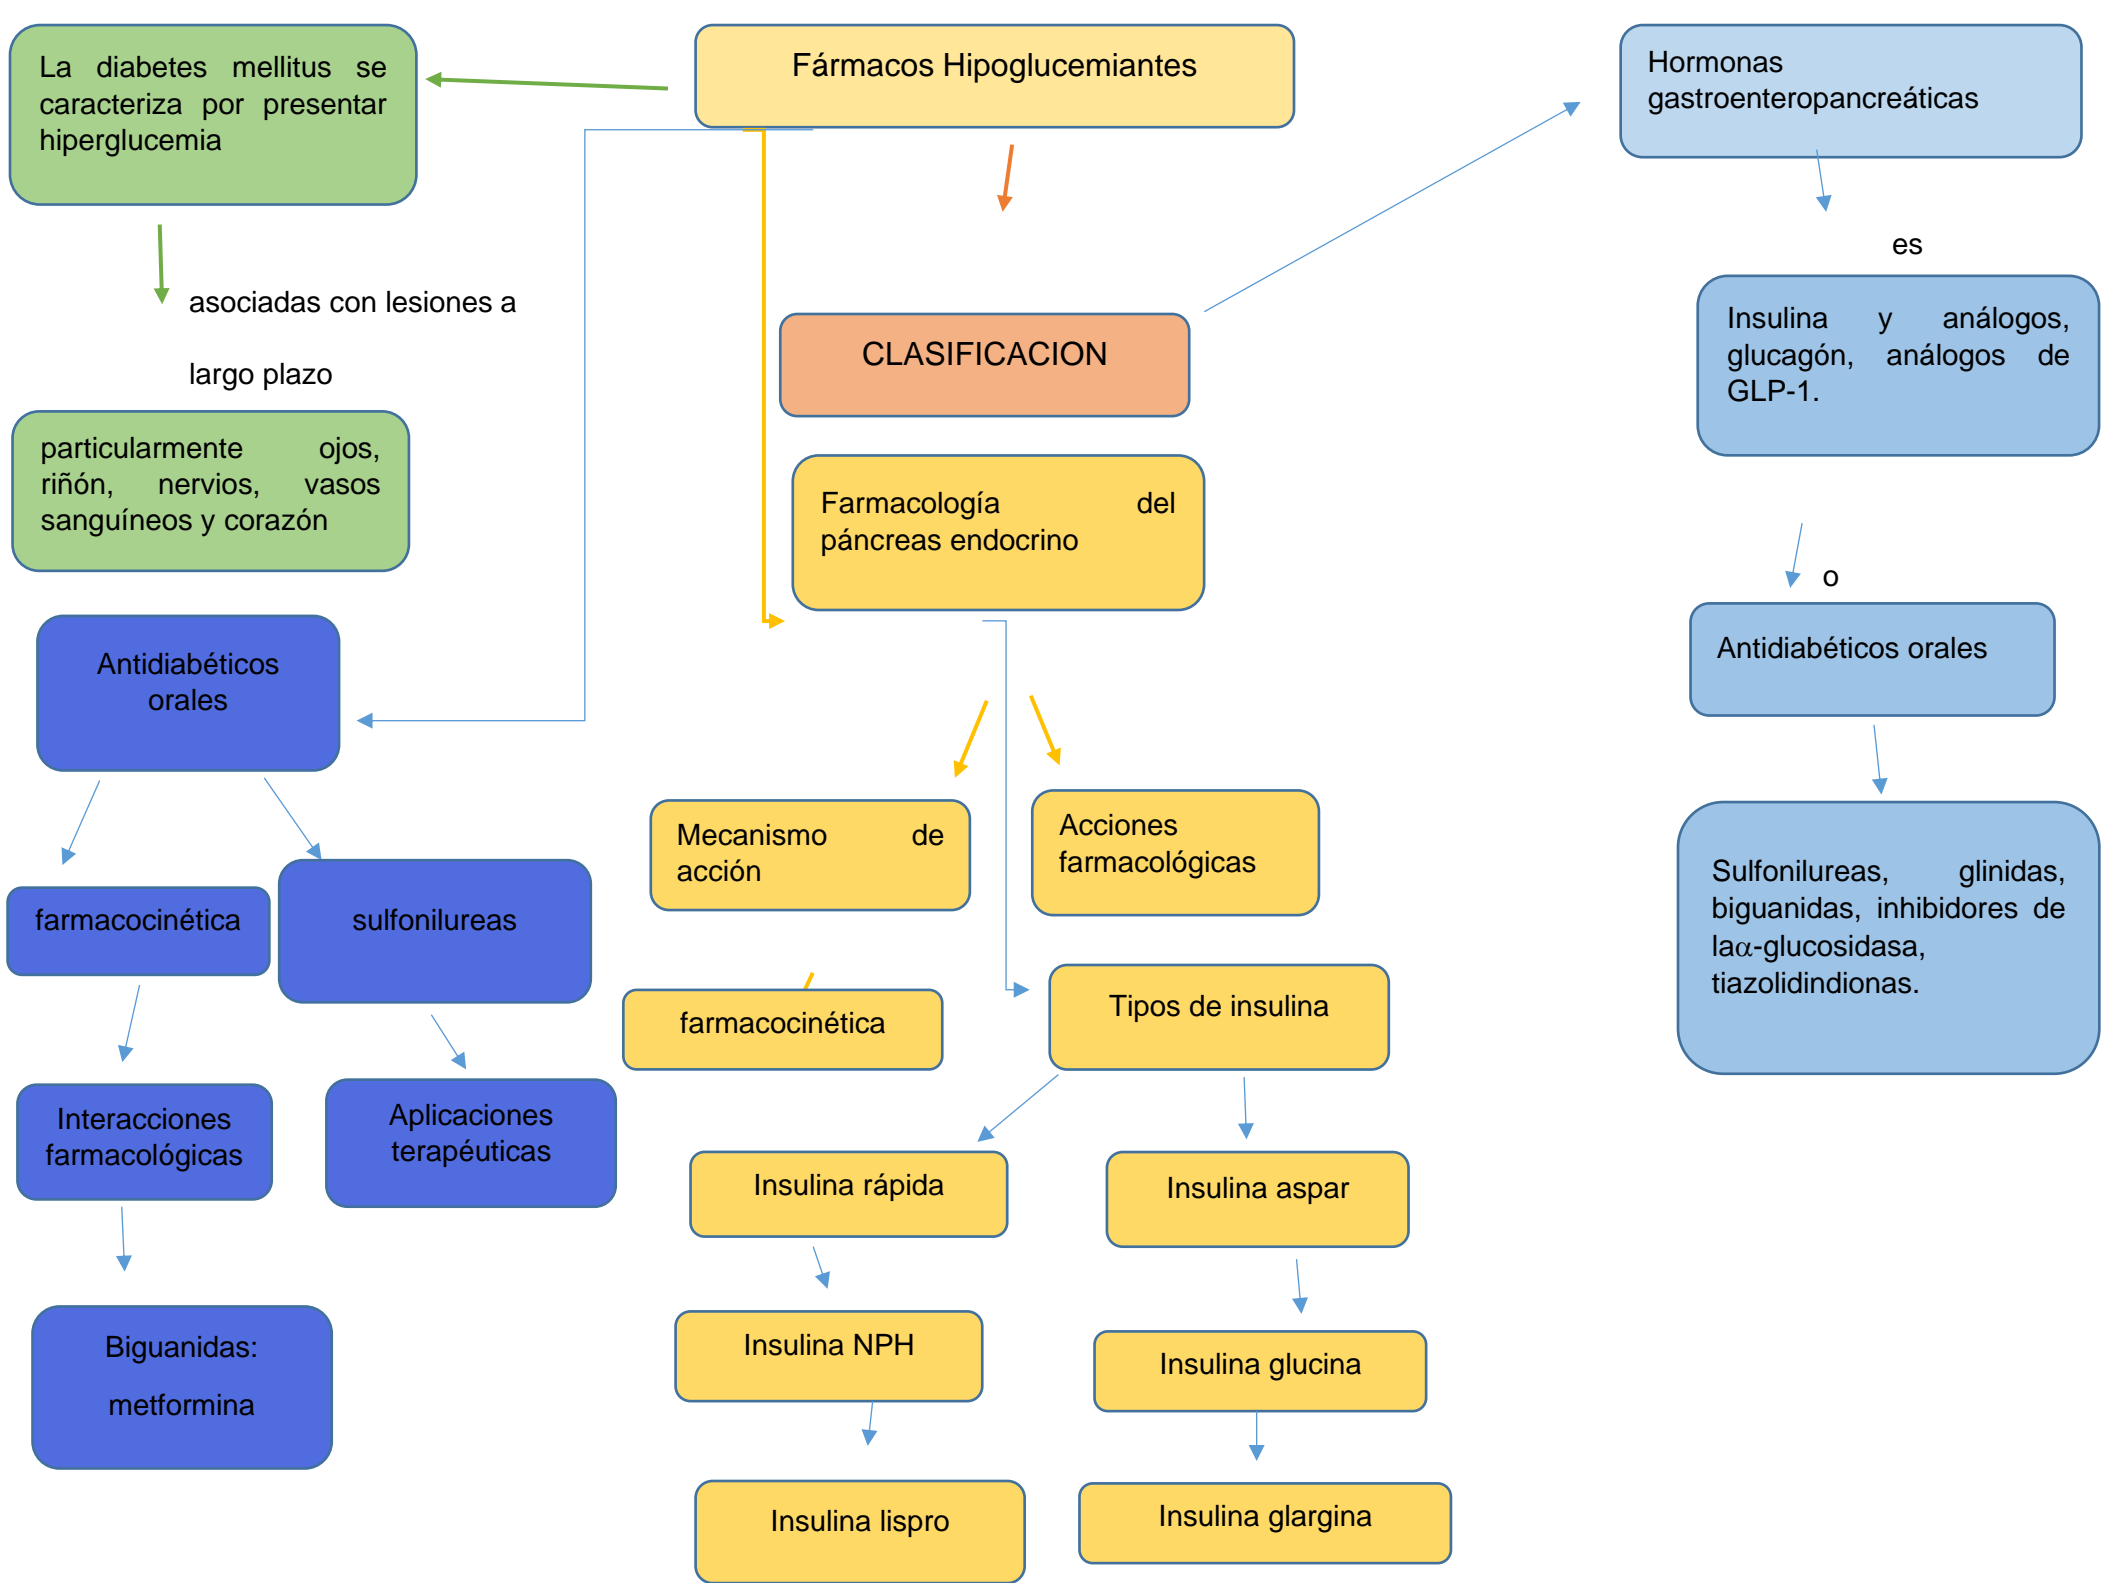 Fármacos Hipoglucemiantes
La diabetes mellitus se
caracteriza por presentar
hiperglucemia
asociadas con lesiones a
largo plazo
particularmente ojos,
riñón, nervios, vasos
sanguíneos y corazón
Antidiabéticos
orales
farmacocinética
sulfonilureas
Interacciones
farmacológicas
Aplicaciones
terapéuticas
Biguanidas:
metformina
CLASIFICACION
Farmacología del
páncreas endocrino
Mecanismo de
acción
Acciones
farmacológicas
farmacocinética
Tipos de insulina
Insulina rápida
Insulina aspar
Insulina NPH
Insulina glucina
Insulina lispro
Insulina glargina
Hormonas
gastroenteropancreáticas
es
Insulina y análogos,
glucagón, análogos de
GLP-1.
o
Antidiabéticos orales
Sulfonilureas, glinidas,
biguanidas, inhibidores de
laα-glucosidasa,
tiazolidindionas.